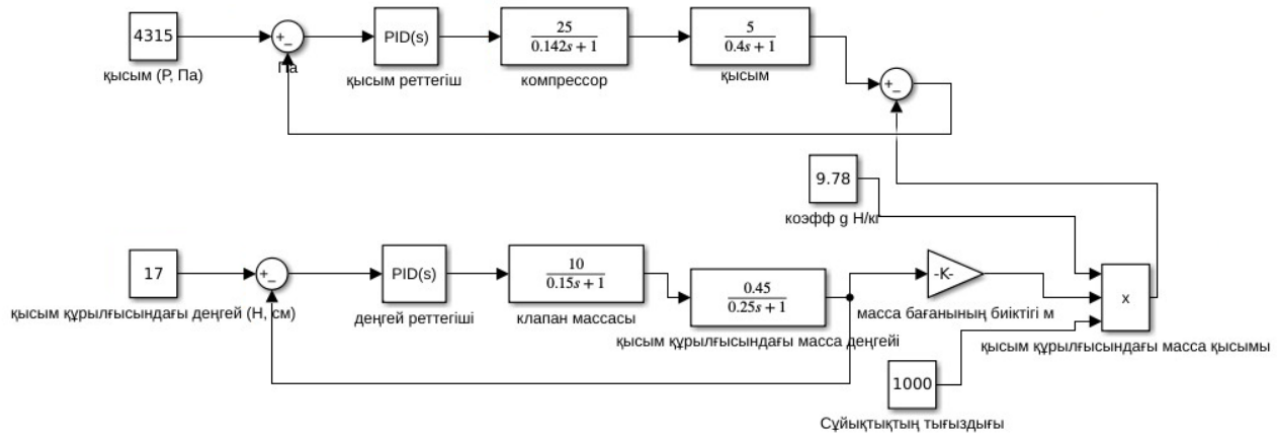 4315
+_
PID(s)
25
0.142s + 1
5
0.4s + 1
Па
қысым (P, Па)
қысым реттегіш
компрессор
қысым
+_
9.78
коэфф g Н/кг
17
+_
PID(s)
10
0.15s + 1
0.45
0.25s + 1
-K-
x
қысым құрылғысындағы деңгей (Н, см)
деңгей реттегіші
клапан массасы
масса бағанының биіктігі м
қысым құрылғысындағы масса деңгейі
қысым құрылғысындағы масса қысымы
1000
Сұйықтықтың тығыздығы